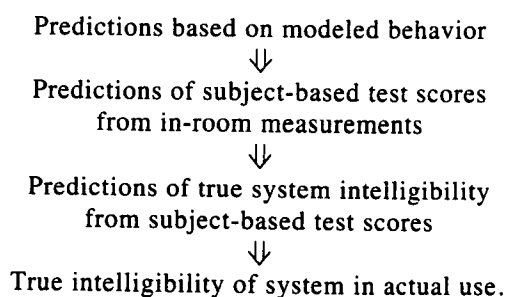 Predictions based on modeled behavior
⇓
Predictions of subject-based test scores
from in-room measurements
⇓
Predictions of true system intelligibility
from subject-based test scores
⇓
True intelligibility of system in actual use.